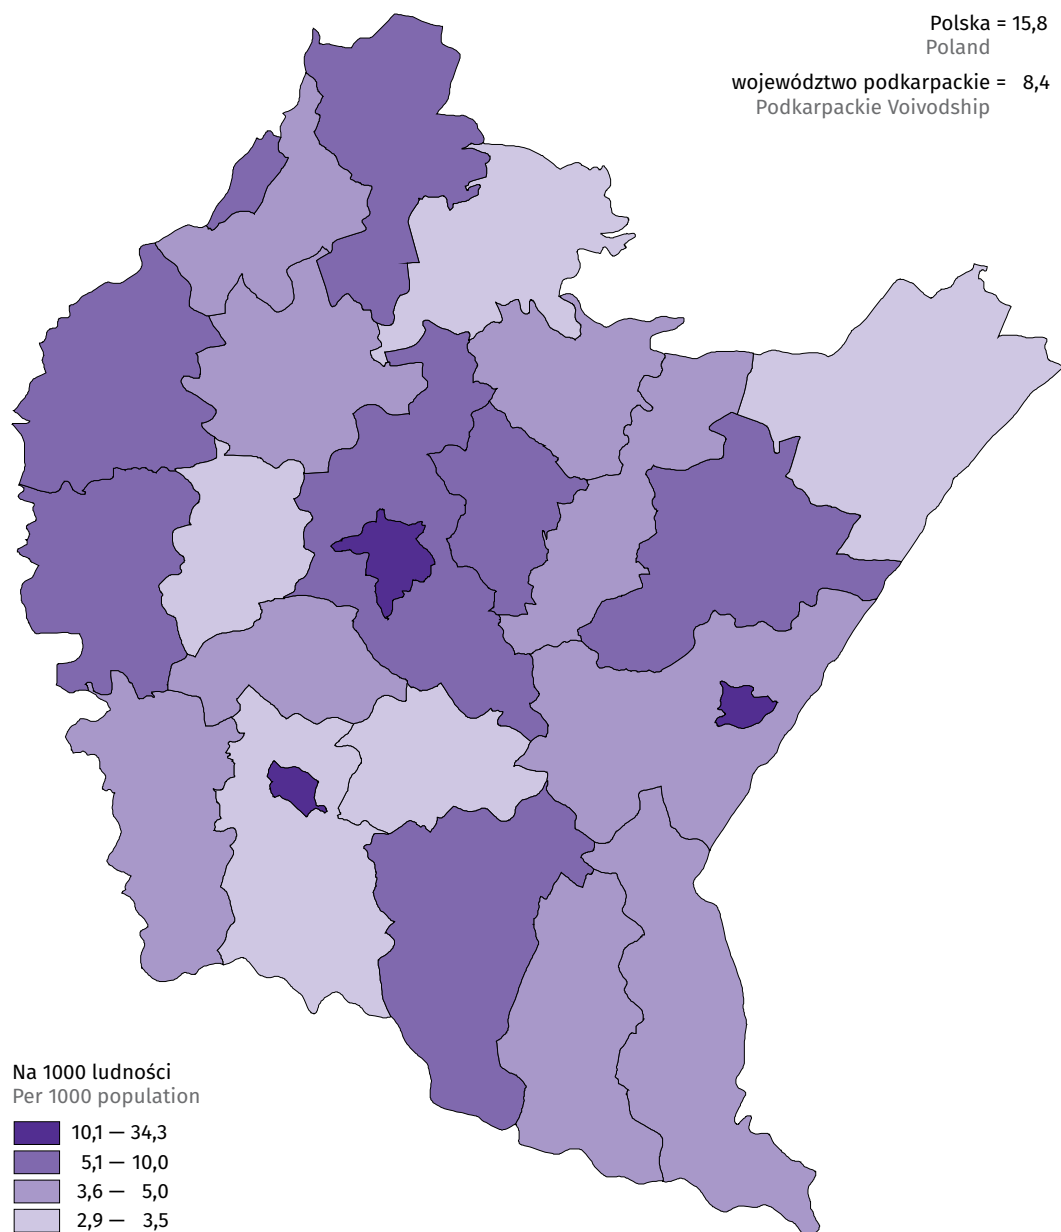 Polska = 15,8
Poland
województwo podkarpackie = 8,4
Podkarpackie Voivodship
Na 1000 ludności
Per 1000 population
10,1 — 34,3
5,1 — 10,0
3,6 — 5,0
2,9 — 3,5